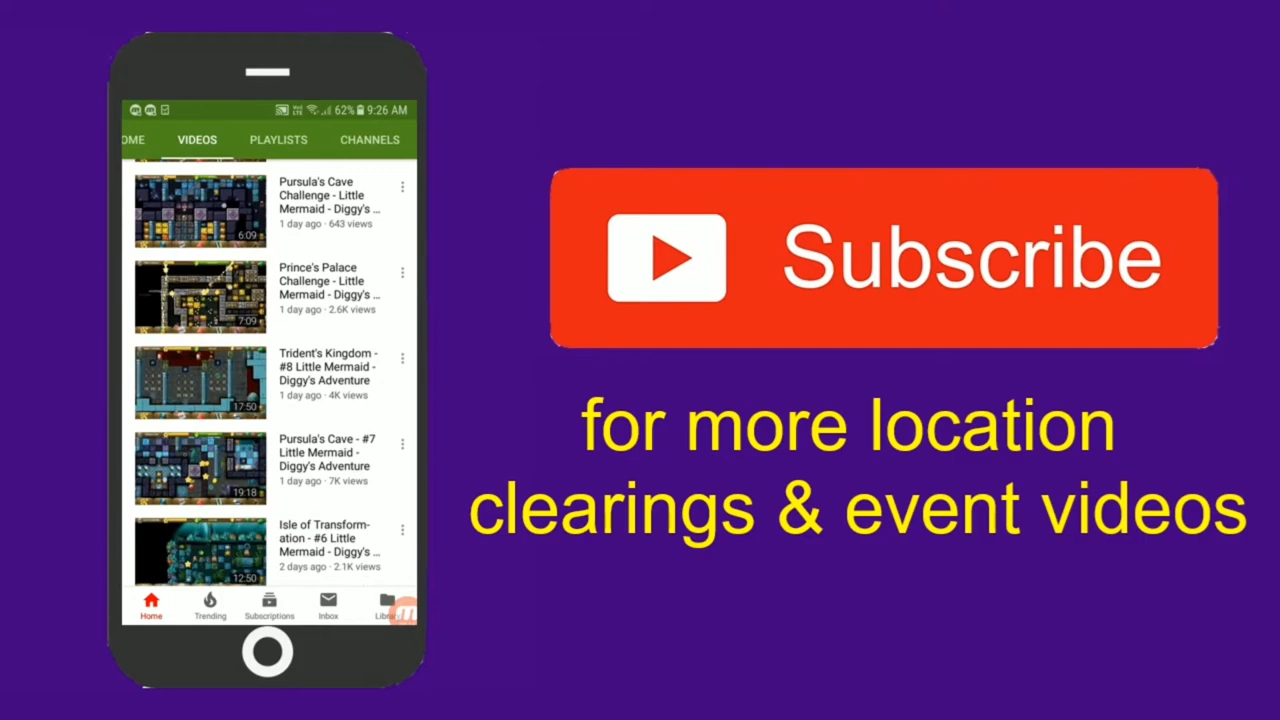 62% 9:26 AM
OME VIDEOS PLAYLISTS CHANNELS
Pursula's Cave
Challenge - Little
Mermaid - Diggy's ...
1 day ago · 643 views
6:09
Prince's Palace
Challenge - Little
Mermaid - Diggy's ...
1 day ago · 2.6K views
7:09
Trident's Kingdom -
#8 Little Mermaid -
Diggy's Adventure
1 day ago · 4K views
17:50
Pursula's Cave - #7
Little Mermaid -
Diggy's Adventure
1 day ago · 7K views
19:18
Isle of Transform-
ation - #6 Little
Mermaid - Diggy's ...
2 days ago · 2.1K views
12:50
Home Trending Subscriptions Inbox
Subscribe
for more location
clearings & event videos